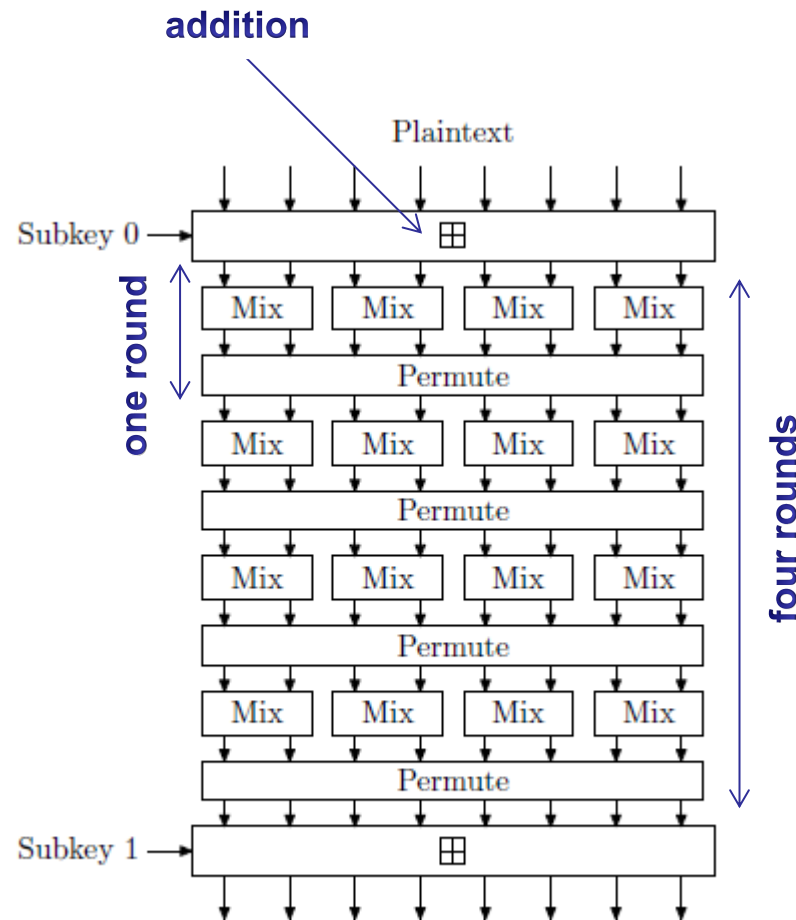 addition
Plaintext
Subkey 0
⊞
one round
Mix Mix Mix Mix
Permute
Mix Mix Mix Mix
Permute
four rounds
Mix Mix Mix Mix
Permute
Mix Mix Mix Mix
Permute
Subkey 1
⊞